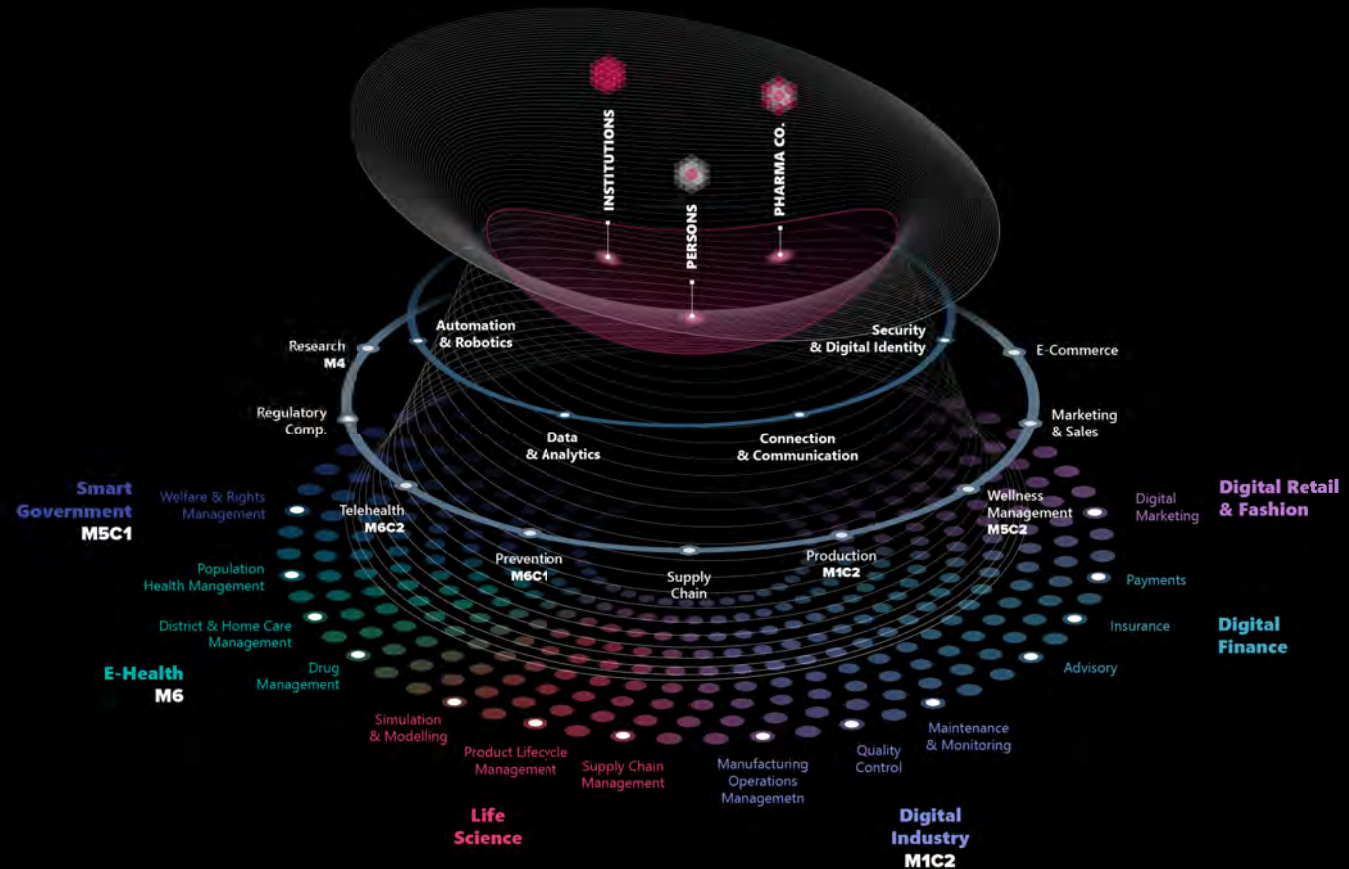 INSTITUTIONS
PHARMA CO.
PERSONS
Automation
& Robotics
Security
& Digital Identity
Research
M4
E-Commerce
Regulatory
Comp.
Marketing
& Sales
Data
& Analytics
Connection
& Communication
Smart
Government
M5C1
Welfare & Rights
Management
Telehealth
M6C2
Wellness
Management
M5C2
Digital
Marketing
Digital Retail
& Fashion
Prevention
M6C1
Supply
Chain
Production
M1C2
Population
Health Mengement
Payments
District & Home Care
Management
Insurance
Digital
Finance
E-Health
M6
Drug
Management
Advisory
Simulation
& Modelling
Product Lifecycle
Management
Supply Chain
Management
Manufacturing
Operations
Managemetn
Quality
Control
Maintenance
& Monitoring
Life
Science
Digital
Industry
M1C2